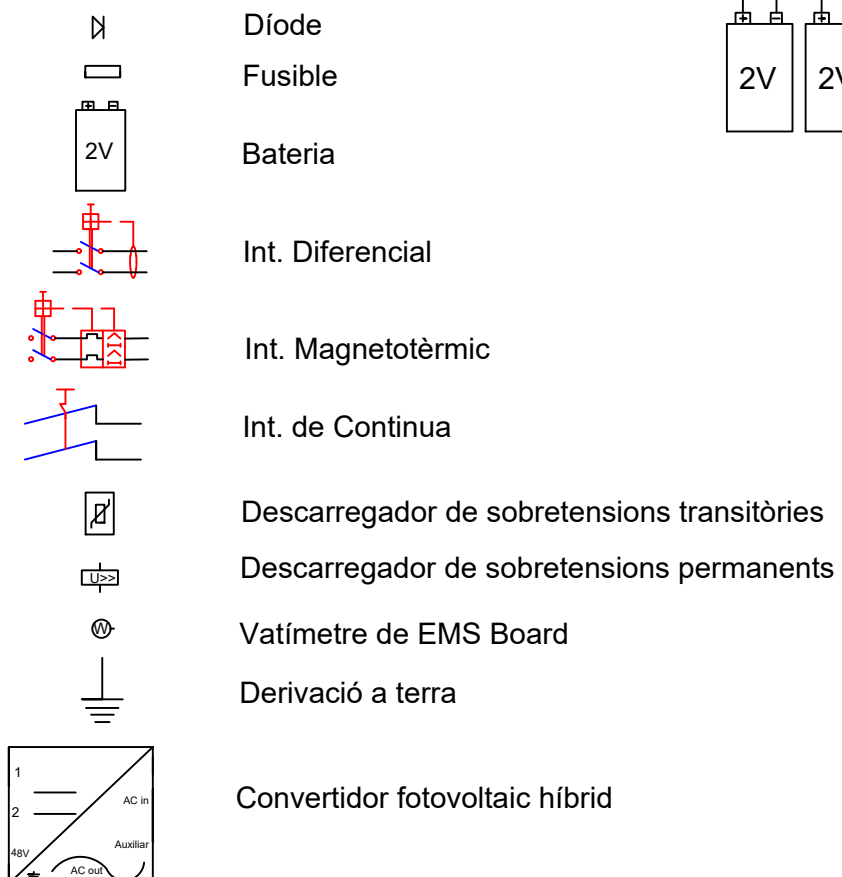 Díode
Fusible
2V
Bateria
2V
Int. Diferencial
Int. Magnetotèrmic
Int. de Continua
Descarregador de sobretensions transitòries
U>>
Descarregador de sobretensions permanents
W
Vatímetre de EMS Board
Derivació a terra
1
2
48V
AC in
Auxiliar
AC out
Convertidor fotovoltaic híbrid